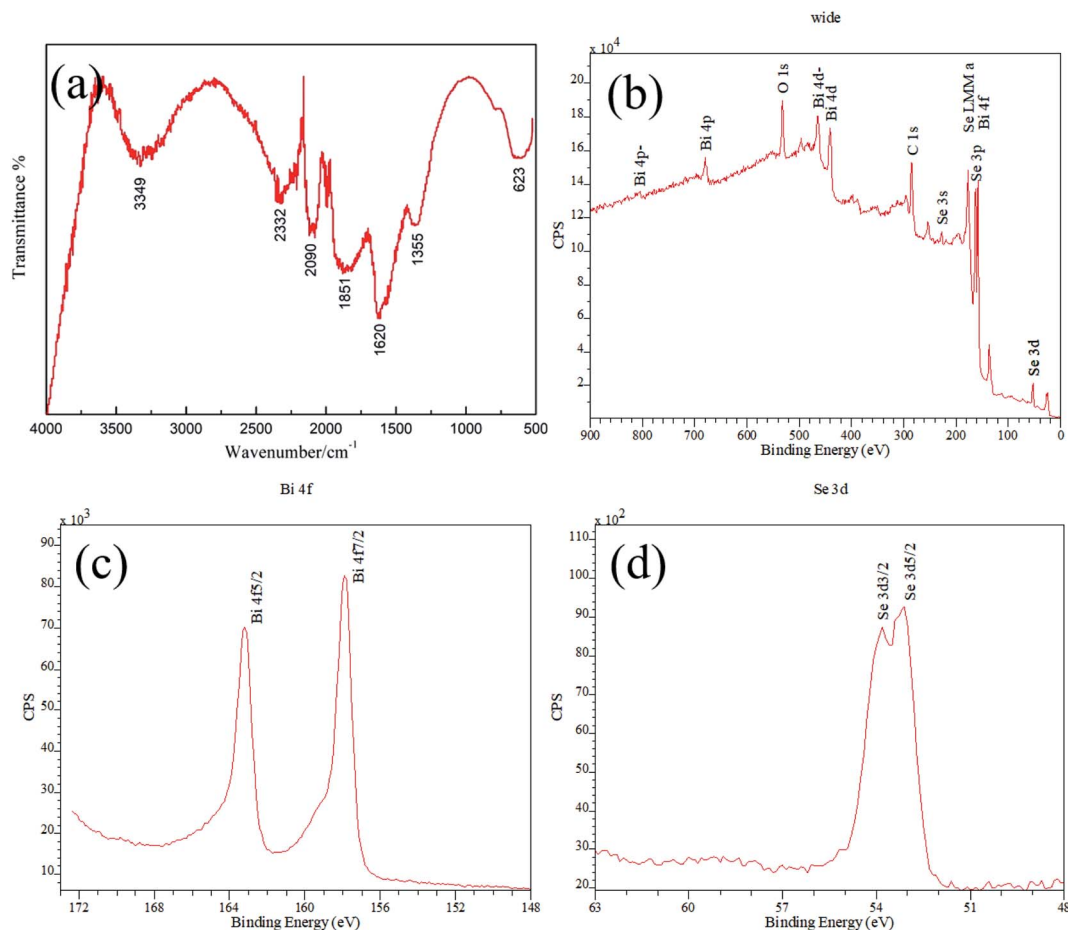 (a)
Transmittance %
3349
2332
2090
1851
1620
1355
623
4000 3500 3000 2500 2000 1500 1000 500
Wavenumber/cm-1
wide
(b)
x 10^4
20
18
16
14
12
10
8
6
4
2
CPS
Bi 4p-
Bi 4p
O 1s
Bi 4d-
Bi 4d
C 1s
Se 3s
Se LMM a
Se 3p
Bi 4f
Se 3d
900 800 700 600 500 400 300 200 100 0
Binding Energy (eV)
Bi 4f
(c)
x 10^3
90
80
70
60
50
40
30
20
10
CPS
Bi 4f5/2
Bi 4f7/2
172 168 164 160 156 152 148
Binding Energy (eV)
Se 3d
(d)
x 10^2
110
100
90
80
70
60
50
40
30
20
CPS
Se 3d3/2
Se 3d5/2
63 60 57 54 51 48
Binding Energy (eV)